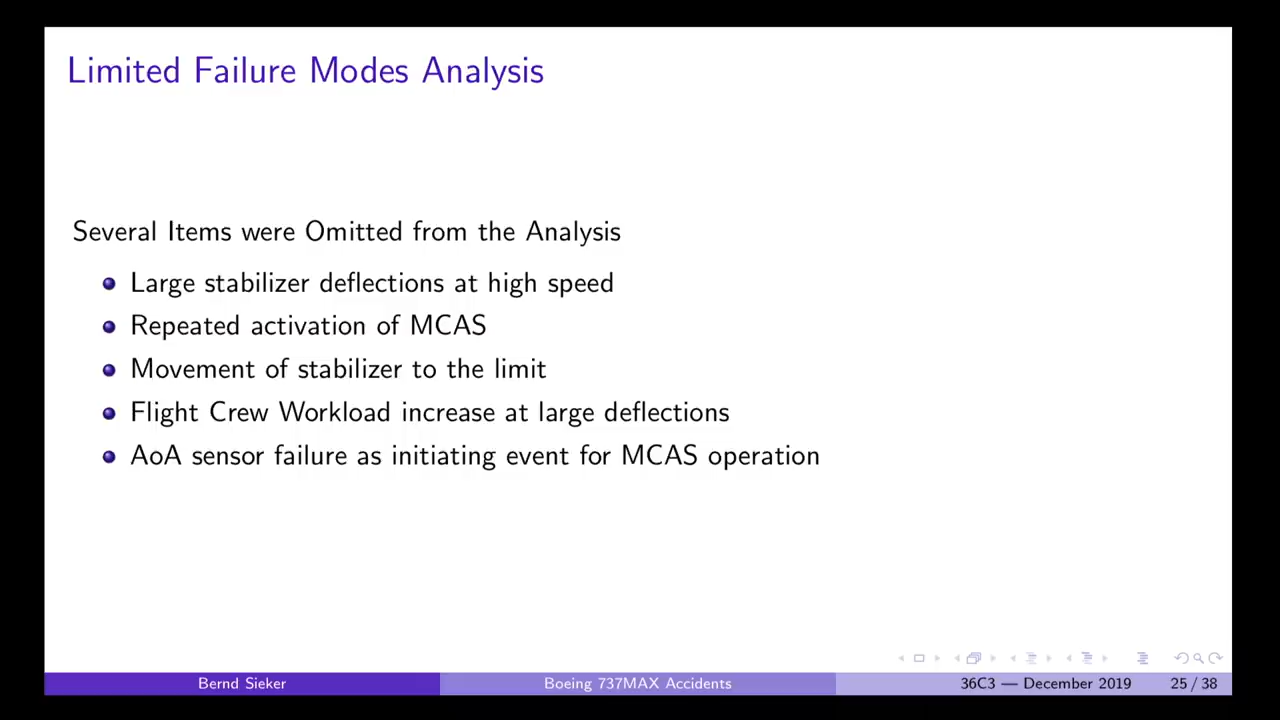 Limited Failure Modes Analysis
Several Items were Omitted from the Analysis
Large stabilizer deflections at high speed
Repeated activation of MCAS
Movement of stabilizer to the limit
Flight Crew Workload increase at large deflections
AoA sensor failure as initiating event for MCAS operation
Bernd Sieker Boeing 737MAX Accidents 36C3 — December 2019 25 / 38